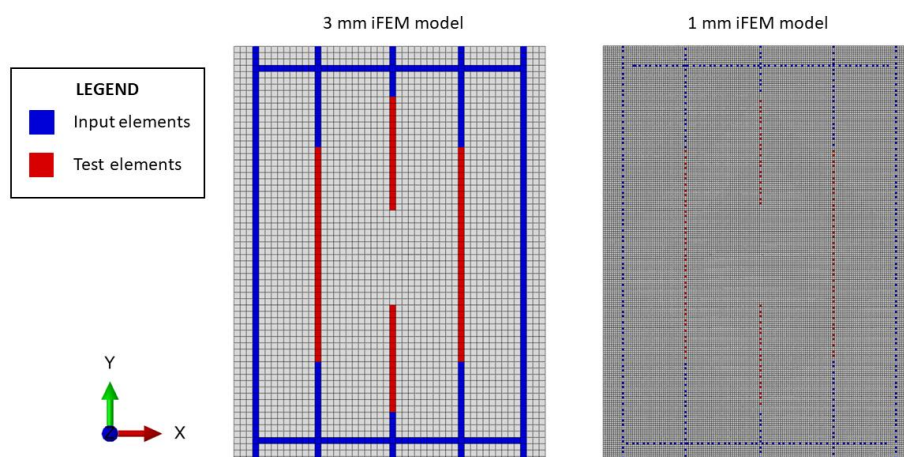 3 mm iFEM model
1 mm iFEM model
LEGEND
Input elements
Test elements
Y
X